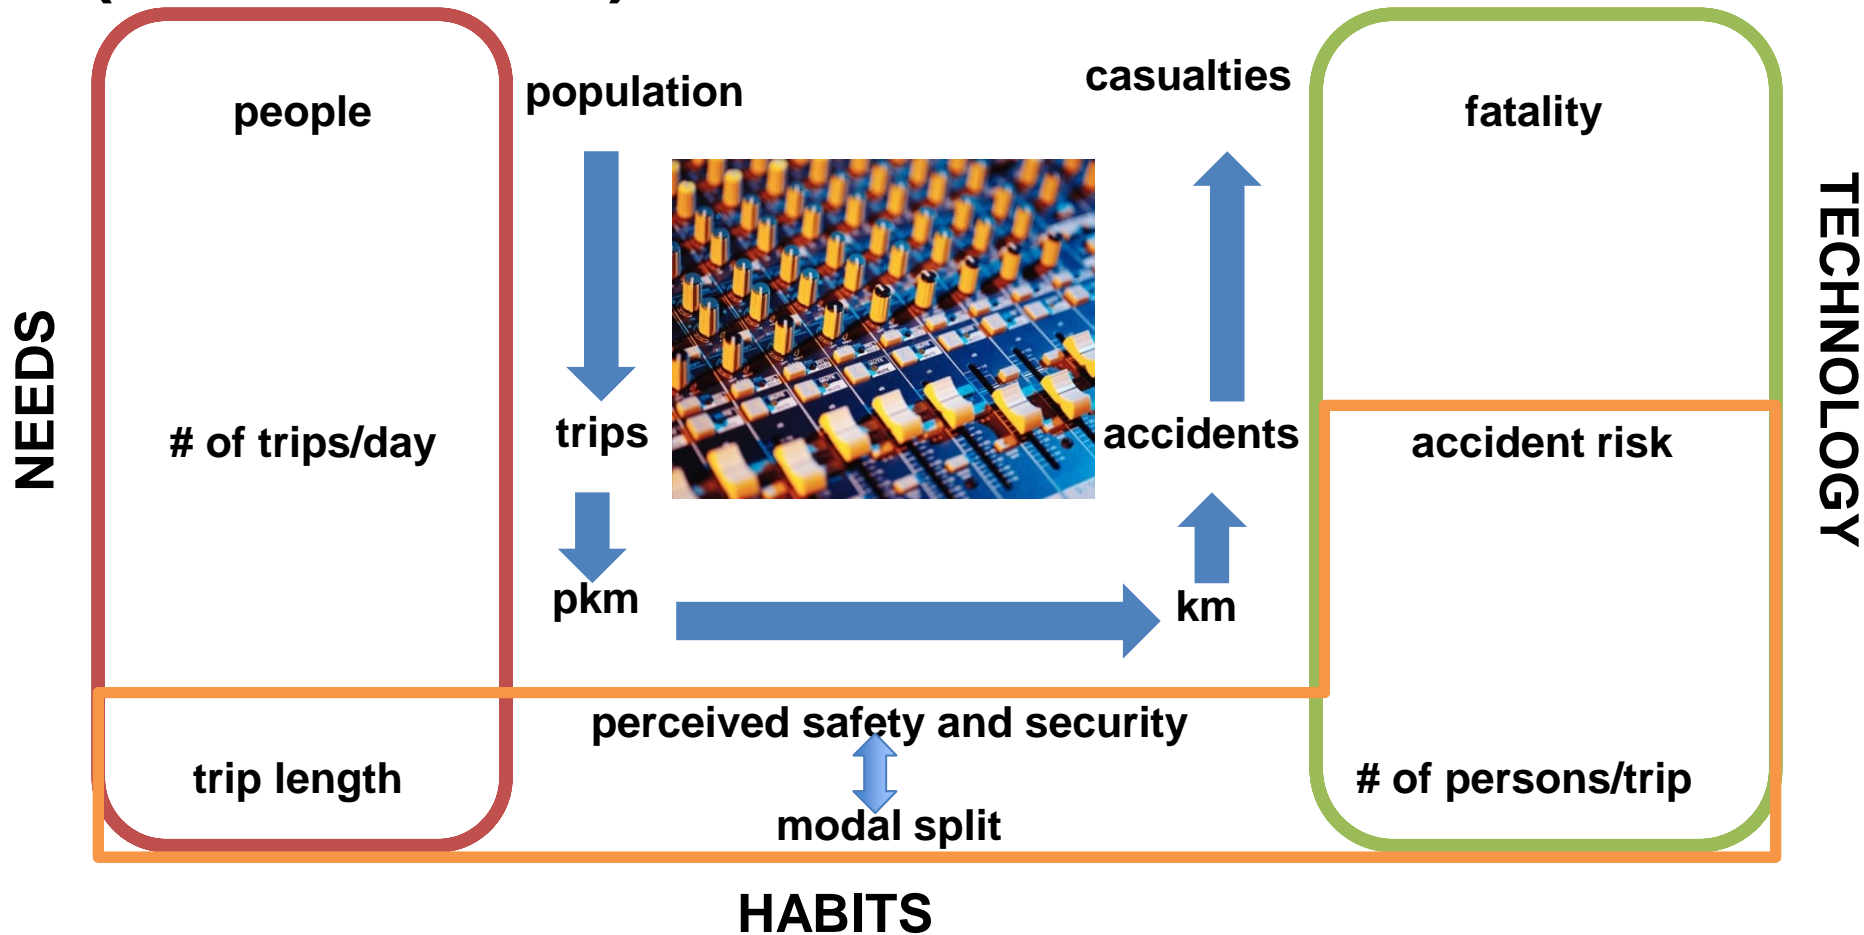 casualties
population
people
fatality
TECHNOLOGY
NEEDS
# of trips/day
trips
accidents
accident risk
pkm
km
perceived safety and security
trip length
# of persons/trip
modal split
HABITS